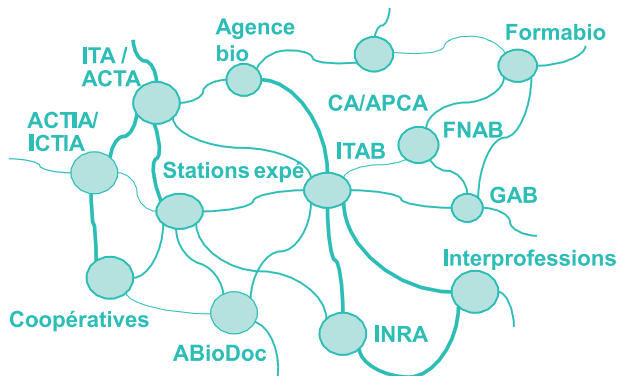 Agence
bio
Formabio
ITA /
ACTA
CA/APCA
ACTIA/
ICTIA
FNAB
ITAB
Stations expé
GAB
Interprofessions
Coopératives
INRA
ABioDoc